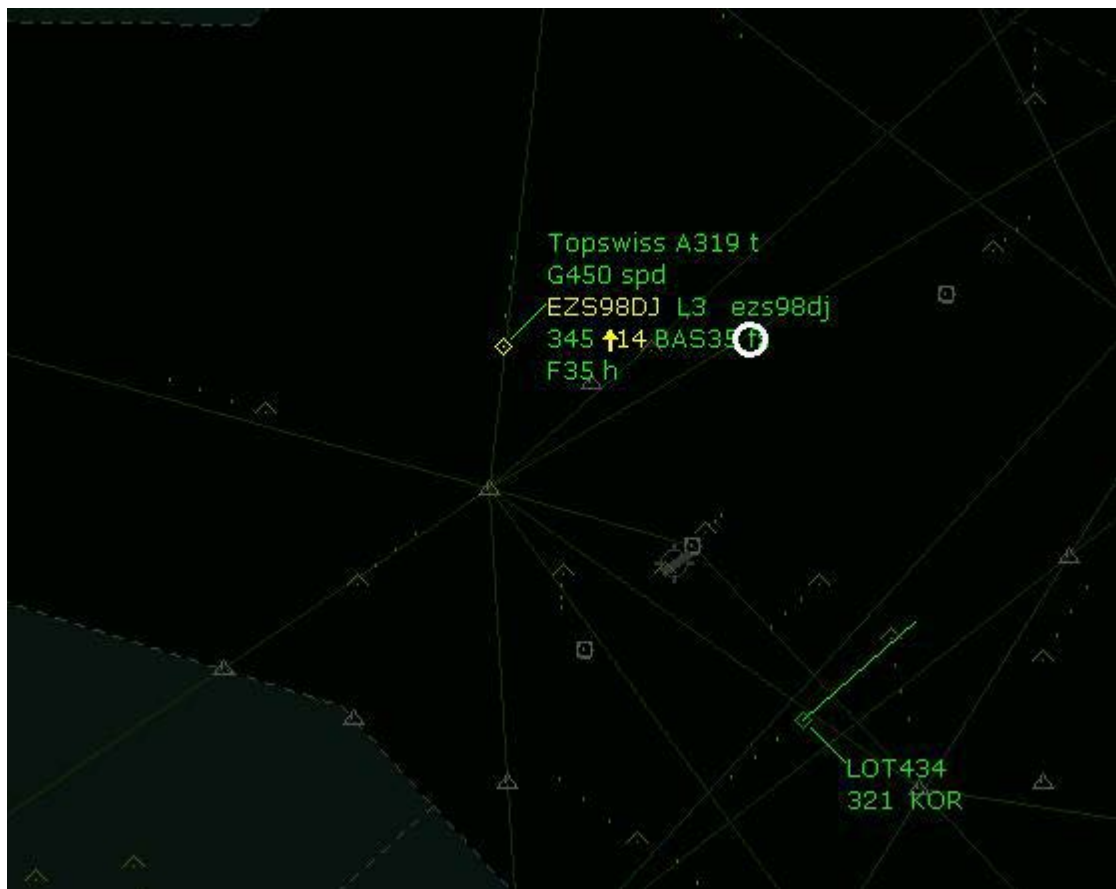 Topswiss A319 t
G450 spd
EZS98DJ L3 ezs98dj
345 ↑14 BAS35
F35 h
LOT434
321 KOR